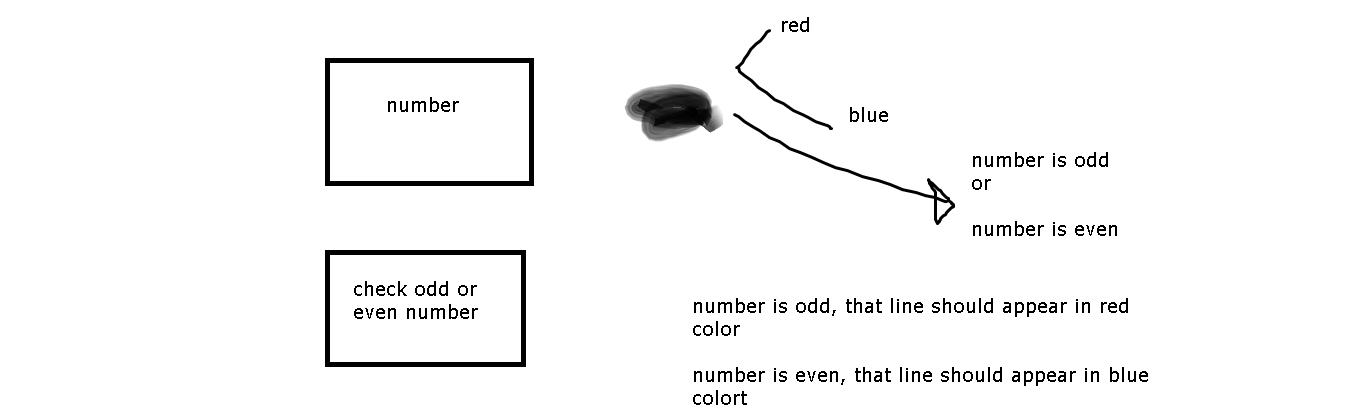 red
number
blue
number is odd
or
number is even
check odd or
even number
number is odd, that line should appear in red
color
number is even, that line should appear in blue
colort